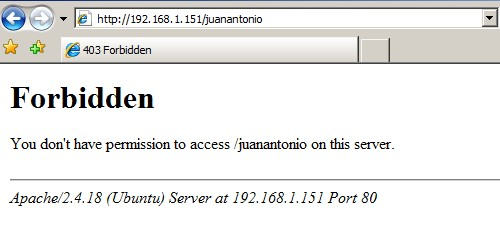 http://192.168.1.151/juanantonio
403 Forbidden
Forbidden
You don't have permission to access /juanantonio on this server.
Apache/2.4.18 (Ubuntu) Server at 192.168.1.151 Port 80